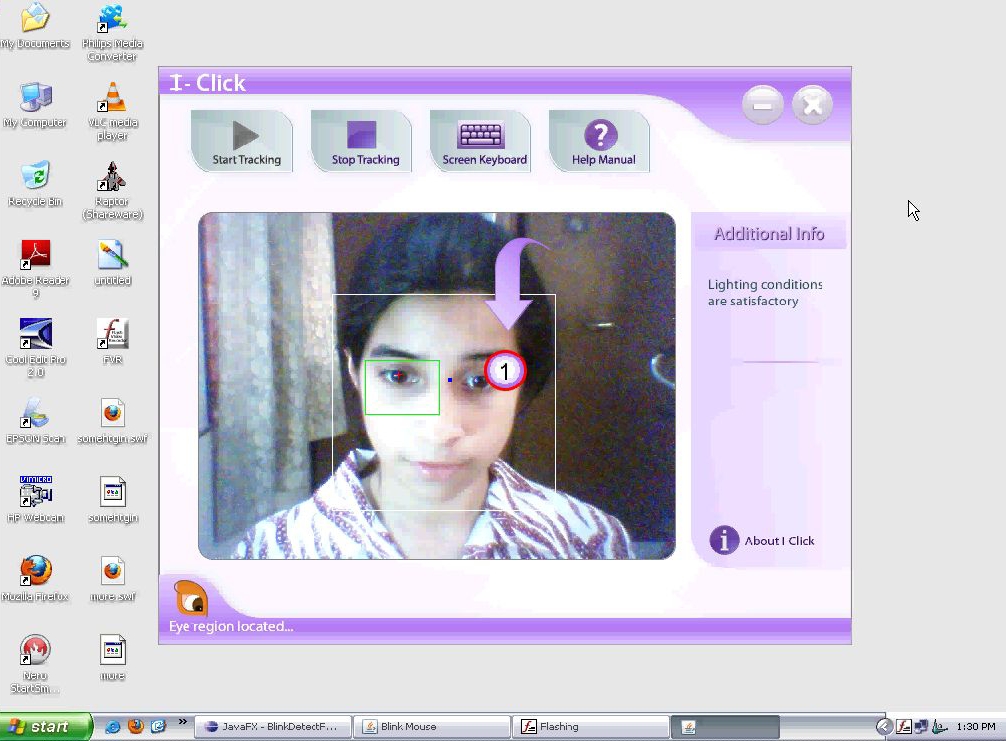 My Documents
Philips Media
Converter
My Computer
VLC media
player
Recycle Bin
Raptor
(Shareware)
Adobe Reader
9
untitled
Cool Edit Pro
2.0
FVR
EPSON Scan
somehtgin.swf
VIMICRO
HP Webcam
somehtgin
Mozilla Firefox
more.swf
Nero
StartSm...
more
I- Click
Start Tracking
Stop Tracking
Screen Keyboard
Help Manual
1
Additional Info
Lighting conditions
are satisfactory
About I Click
Eye region located...
start
JavaFX - BlinkDetectF...
Blink Mouse
Flashing
1:30 PM